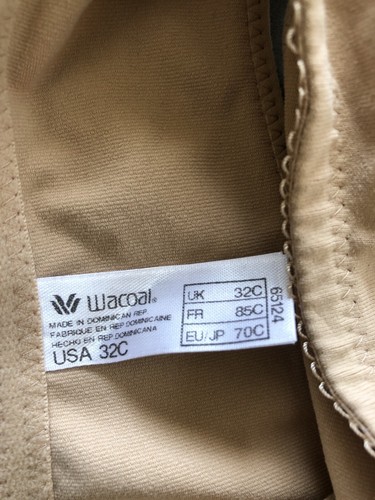 Wacoal®
MADE IN DOMINICAN REP
FABRIQUE EN REP.DOMINICAINE
HECHO EN REP.DOMINICANA
USA 32C
UK 32C
FR 85C
EU/JP 70C
65124